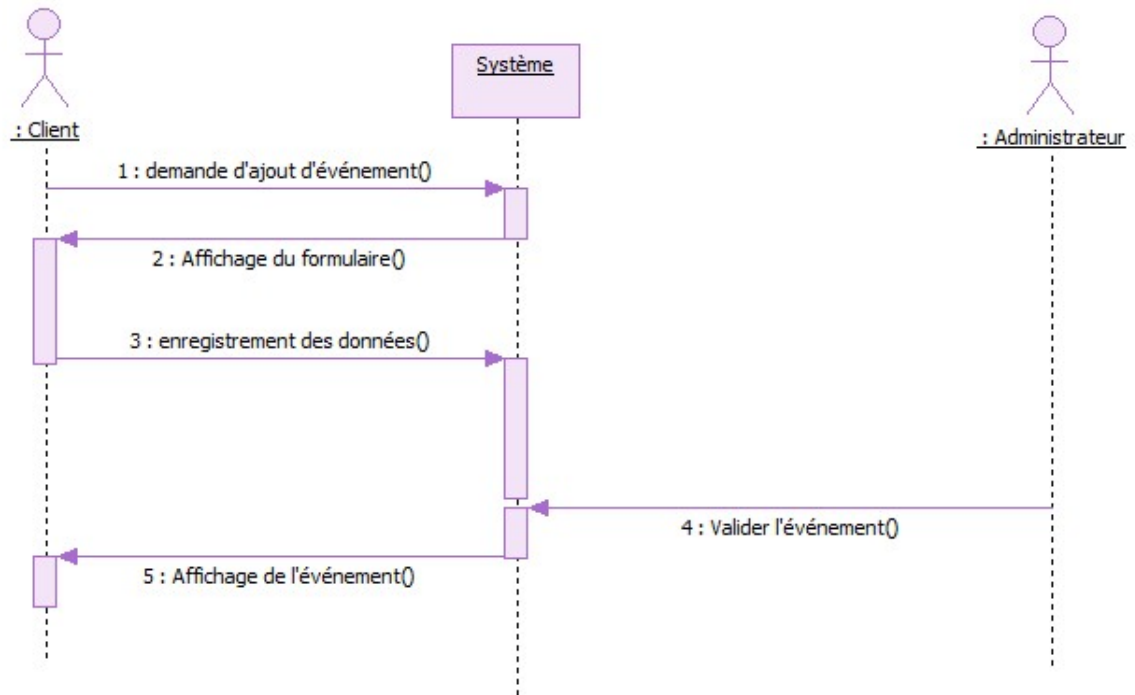 Système
: Client
: Administrateur
1 : demande d'ajout d'événement()
2 : Affichage du formulaire()
3 : enregistrement des données()
4 : Valider l'événement()
5 : Affichage de l'événement()